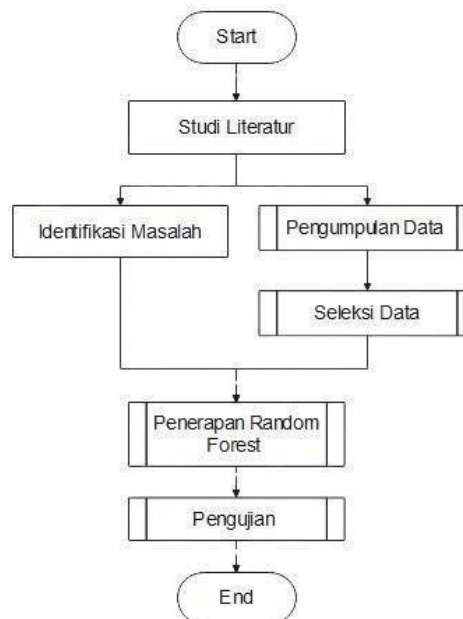 Start
Studi Literatur
Identifikasi Masalah
Pengumpulan Data
Seleksi Data
Penerapan Random
Forest
Pengujian
End